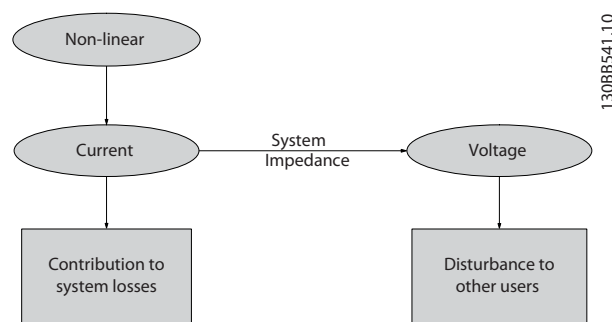 Non-linear
Current
System
Impedance
Voltage
Contribution to
system losses
Disturbance to
other users
130BB541.10